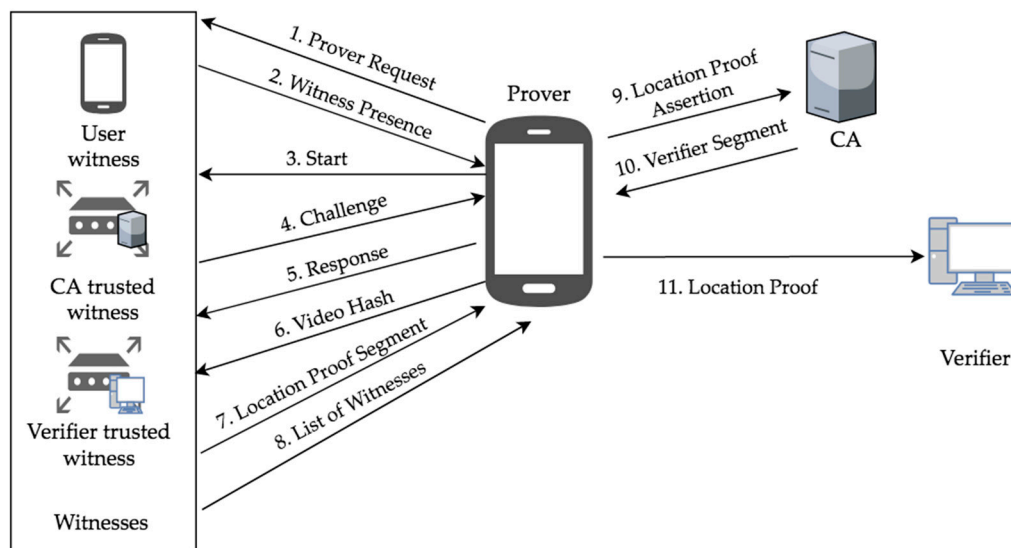 1. Prover Request
2. Witness Presence
3. Start
4. Challenge
5. Response
6. Video Hash
7. Location Proof Segment
8. List of Witnesses
User
witness
CA trusted
witness
Verifier trusted
witness
Witnesses
Prover
9. Location Proof
Assertion
10. Verifier Segment
CA
11. Location Proof
Verifier